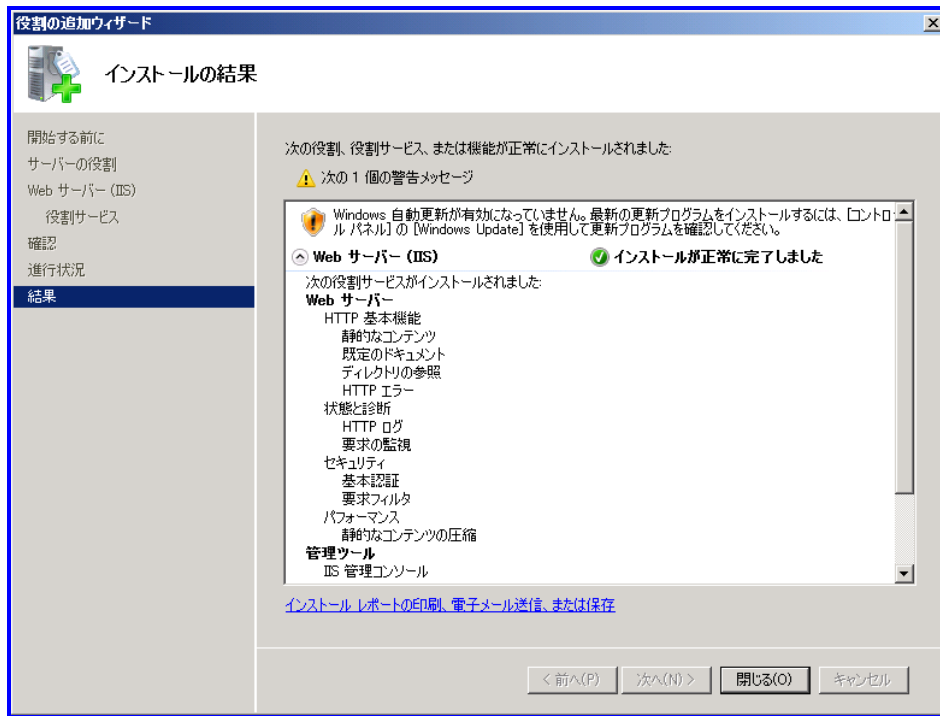 役割の追加ウィザード
インストールの結果
開始する前に
サーバーの役割
Web サーバー (IIS)
役割サービス
確認
進行状況
結果
次の役割、役割サービス、または機能が正常にインストールされました:
次の 1 個の警告メッセージ
Windows 自動更新が有効になっていません。最新の更新プログラムをインストールするには、[コントロー
ル パネル] の [Windows Update] を使用して更新プログラムを確認してください。
Web サーバー (IIS) インストールが正常に完了しました
次の役割サービスがインストールされました:
Web サーバー
HTTP 基本機能
静的なコンテンツ
既定のドキュメント
ディレクトリの参照
HTTP エラー
状態と診断
HTTP ログ
要求の監視
セキュリティ
基本認証
要求フィルタ
パフォーマンス
静的なコンテンツの圧縮
管理ツール
IIS 管理コンソール
インストール レポートの印刷、電子メール送信、または保存
< 前へ(P) 次へ(N) > 閉じる(O) キャンセル